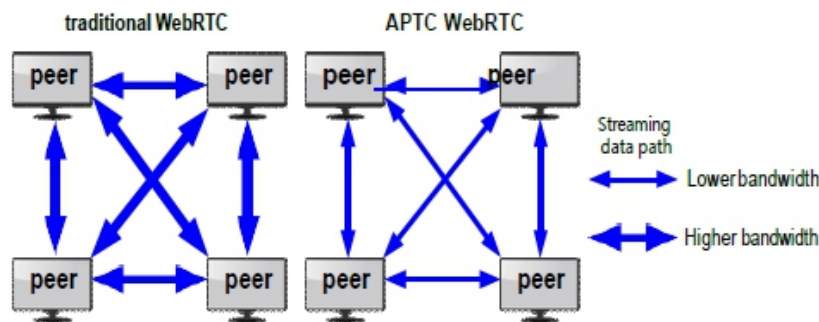 traditional WebRTC
APTC WebRTC
peer
peer
peer
peer
Streaming
data path
Lower bandwidth
Higher bandwidth
peer
peer
peer
peer